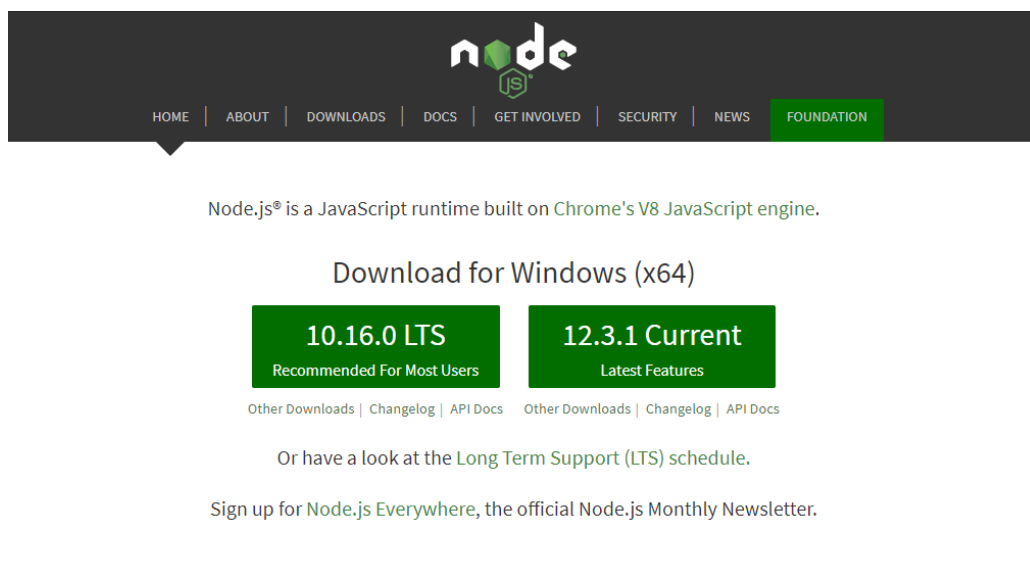 node
JS
HOME | ABOUT | DOWNLOADS | DOCS | GET INVOLVED | SECURITY | NEWS FOUNDATION
Node.js® is a JavaScript runtime built on Chrome's V8 JavaScript engine.
Download for Windows (x64)
10.16.0 LTS 12.3.1 Current
Recommended For Most Users Latest Features
Other Downloads | Changelog | API Docs Other Downloads | Changelog | API Docs
Or have a look at the Long Term Support (LTS) schedule.
Sign up for Node.js Everywhere, the official Node.js Monthly Newsletter.